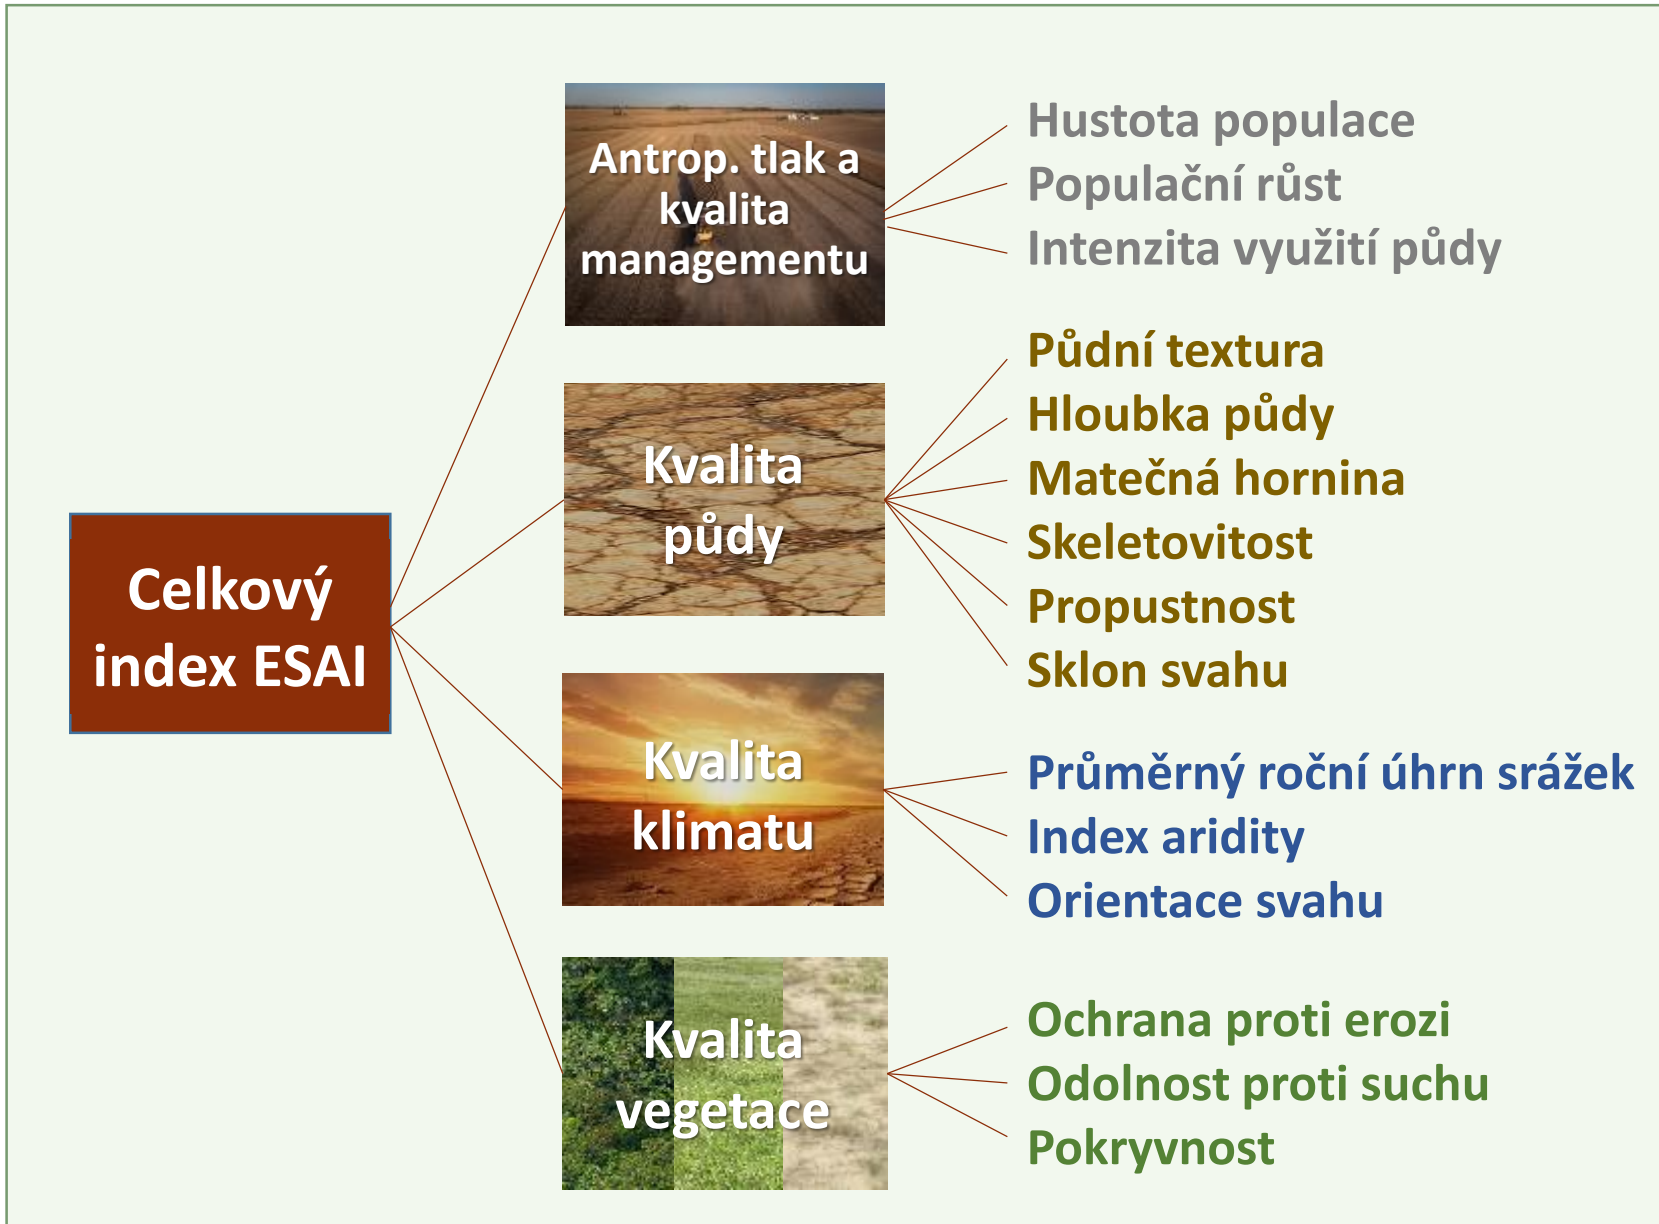 Celkový
index ESAI
Antrop. tlak a
kvalita
managementu
Hustota populace
Populační růst
Intenzita využití půdy
Kvalita
půdy
Půdní textura
Hloubka půdy
Matečná hornina
Skeletovitost
Propustnost
Sklon svahu
Kvalita
klimatu
Průměrný roční úhrn srážek
Index aridity
Orientace svahu
Kvalita
vegetace
Ochrana proti erozi
Odolnost proti suchu
Pokryvnost